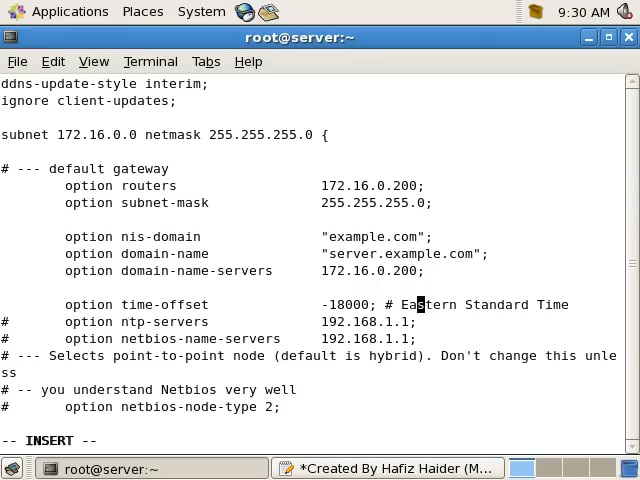 Applications Places System 9:30 AM
root@server:~
File Edit View Terminal Tabs Help
ddns-update-style interim;
ignore client-updates;
subnet 172.16.0.0 netmask 255.255.255.0 {
# --- default gateway
option routers 172.16.0.200;
option subnet-mask 255.255.255.0;
option nis-domain "example.com";
option domain-name "server.example.com";
option domain-name-servers 172.16.0.200;
option time-offset -18000; # Eastern Standard Time
# option ntp-servers 192.168.1.1;
# option netbios-name-servers 192.168.1.1;
# --- Selects point-to-point node (default is hybrid). Don't change this unle
ss
# -- you understand Netbios very well
# option netbios-node-type 2;
-- INSERT --
root@server:~ *Created By Hafiz Haider (M...